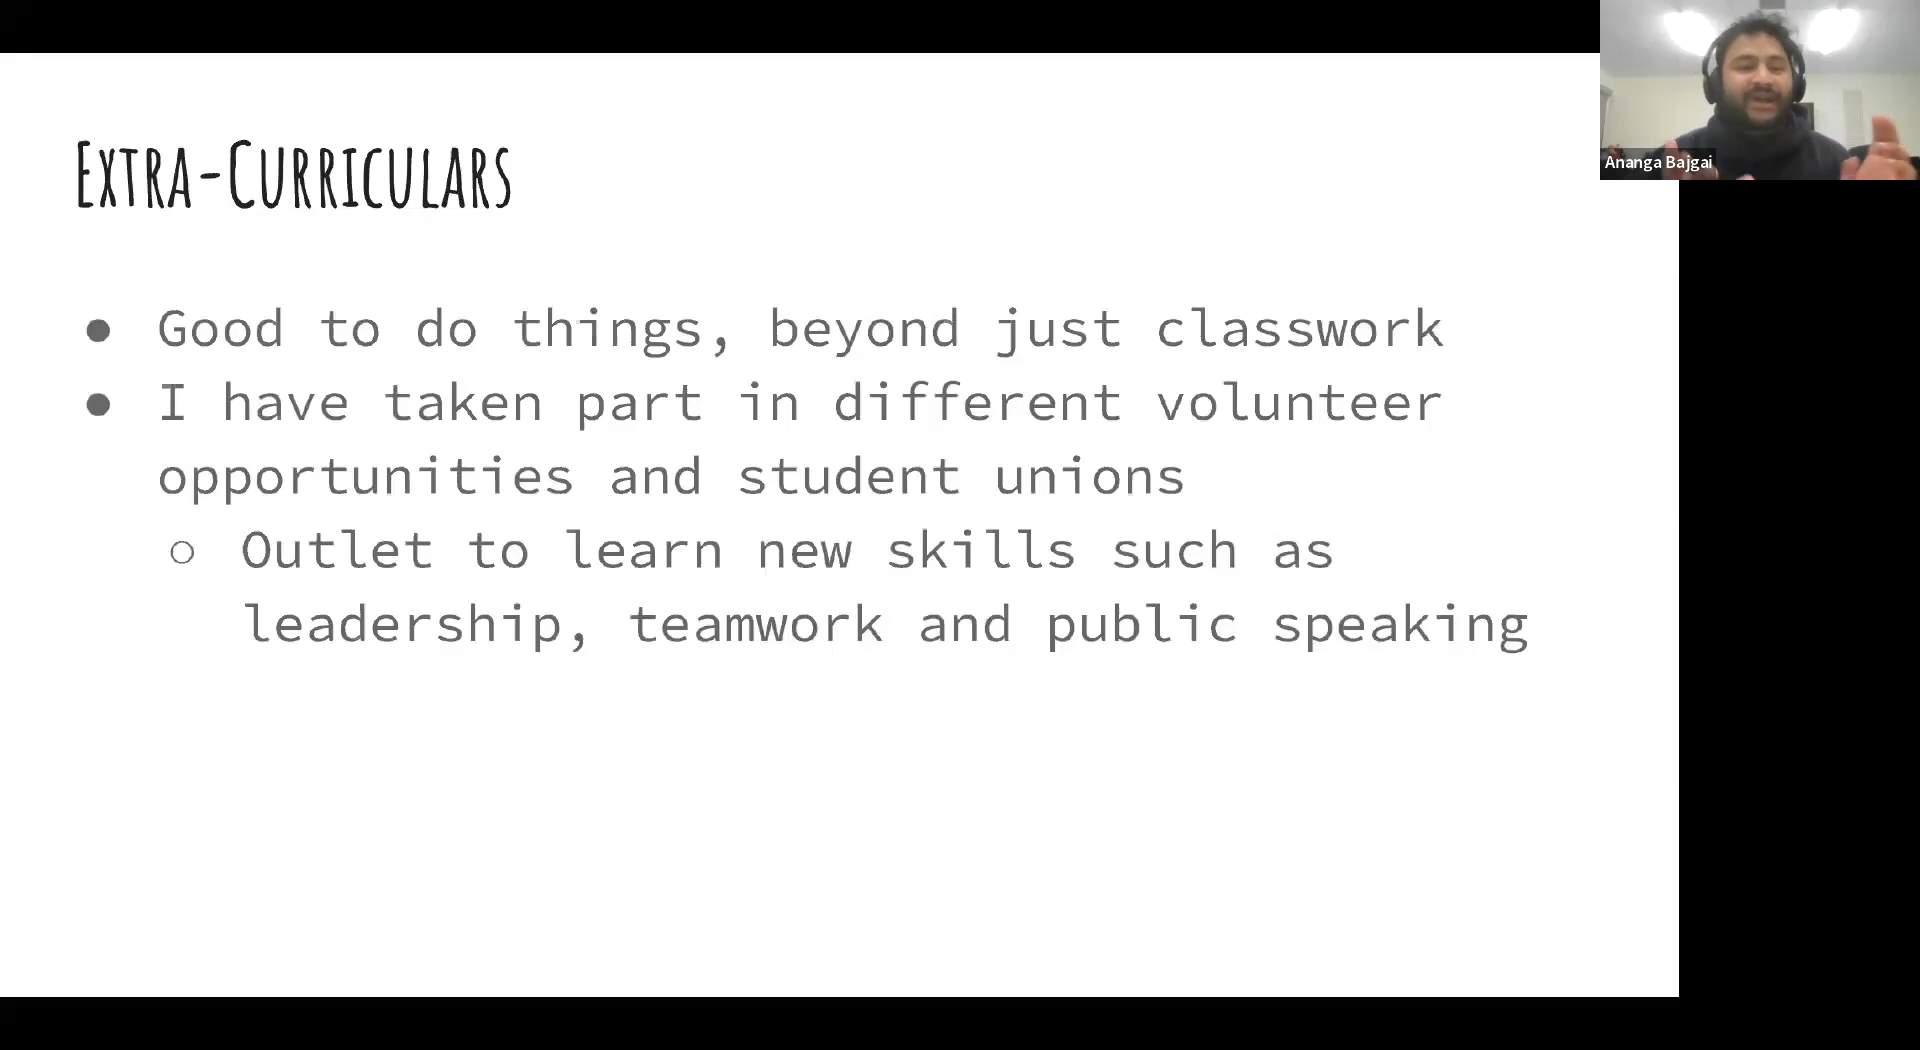 Extra-Curriculars
● Good to do things, beyond just classwork
● I have taken part in different volunteer
opportunities and student unions
○ Outlet to learn new skills such as
leadership, teamwork and public speaking
Ananga Bajgai